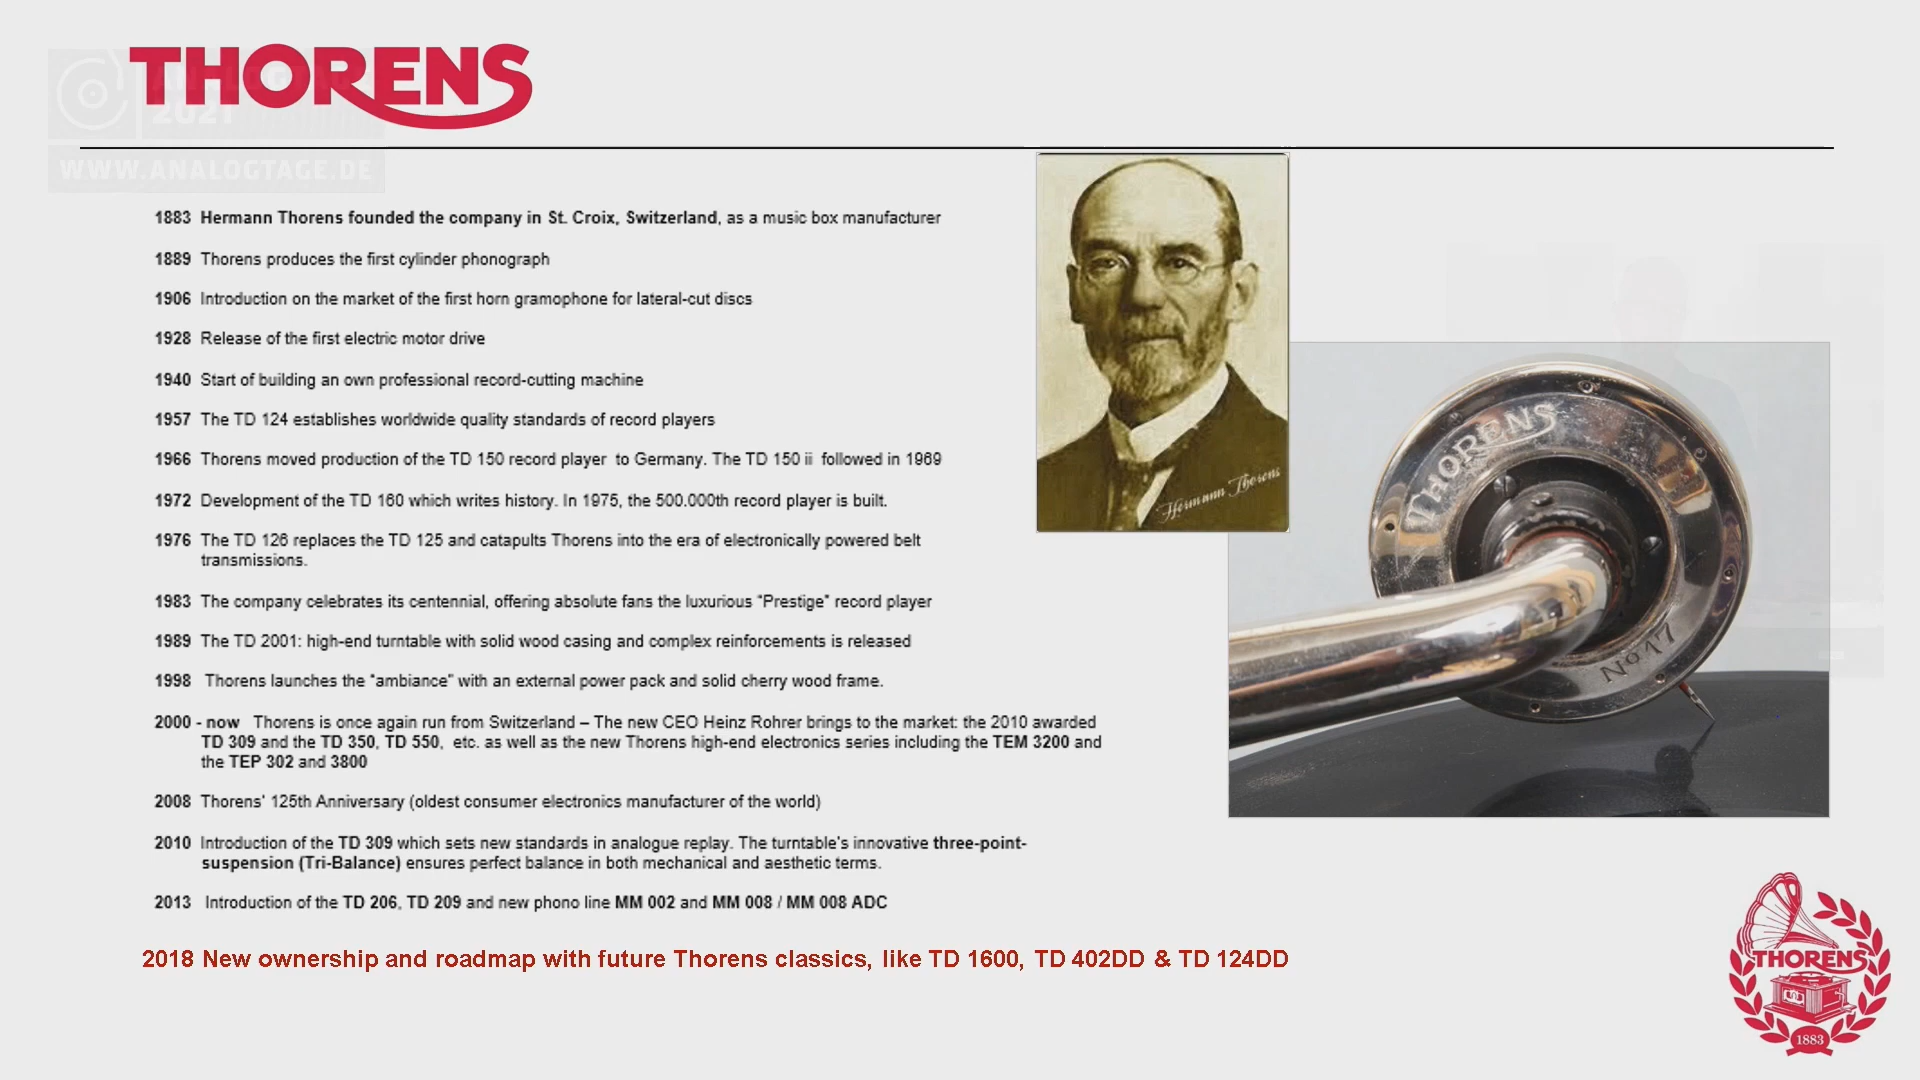 THORENS
ANALOGTAGE
2021
WWW.ANALOGTAGE.DE
1883 Hermann Thorens founded the company in St. Croix, Switzerland, as a music box manufacturer
1889 Thorens produces the first cylinder phonograph
1906 Introduction on the market of the first horn gramophone for lateral-cut discs
1928 Release of the first electric motor drive
1940 Start of building an own professional record-cutting machine
1957 The TD 124 establishes worldwide quality standards of record players
1966 Thorens moved production of the TD 150 record player to Germany. The TD 150 ii followed in 1969
1972 Development of the TD 160 which writes history. In 1975, the 500.000th record player is built.
1976 The TD 126 replaces the TD 125 and catapults Thorens into the era of electronically powered belt
transmissions.
1983 The company celebrates its centennial, offering absolute fans the luxurious "Prestige" record player
1989 The TD 2001: high-end turntable with solid wood casing and complex reinforcements is released
1998 Thorens launches the "ambiance" with an external power pack and solid cherry wood frame.
2000 - now Thorens is once again run from Switzerland – The new CEO Heinz Rohrer brings to the market: the 2010 awarded
TD 309 and the TD 350, TD 550, etc. as well as the new Thorens high-end electronics series including the TEM 3200 and
the TEP 302 and 3800
2008 Thorens' 125th Anniversary (oldest consumer electronics manufacturer of the world)
2010 Introduction of the TD 309 which sets new standards in analogue replay. The turntable's innovative three-point-
suspension (Tri-Balance) ensures perfect balance in both mechanical and aesthetic terms.
2013 Introduction of the TD 206, TD 209 and new phono line MM 002 and MM 008 / MM 008 ADC
2018 New ownership and roadmap with future Thorens classics, like TD 1600, TD 402DD & TD 124DD
Hermann Thorens
THORENS
Nº 17
THORENS
1883